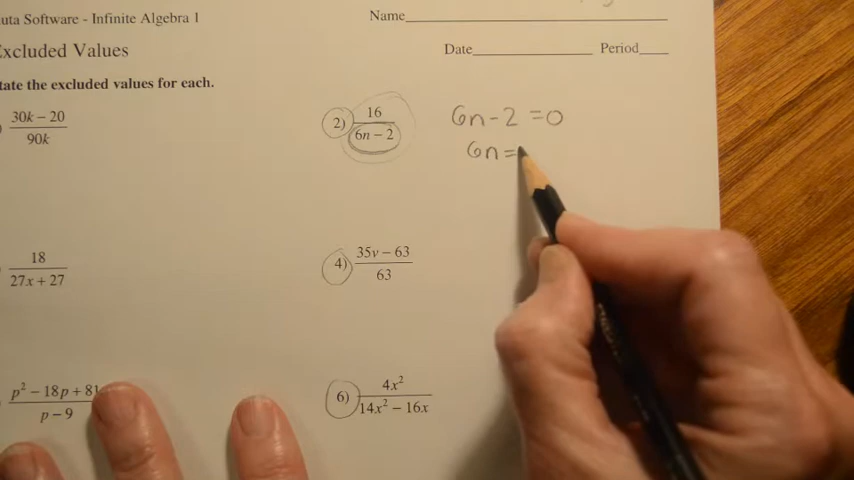 uta Software - Infinite Algebra 1
Name
xcluded Values
Date Period
tate the excluded values for each.
30k - 20
90k
2) 16
6n - 2
6n - 2 = 0
6n =
18
27x + 27
4) 35v - 63
63
p² - 18p + 81
p - 9
6) 4x²
14x² - 16x